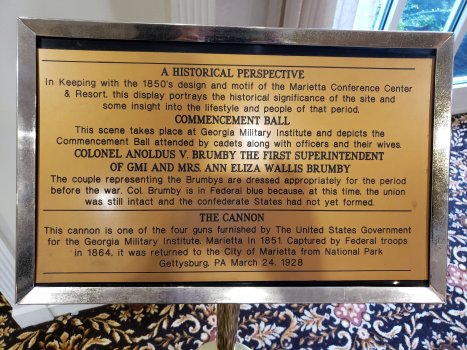 A HISTORICAL PERSPECTIVE
In Keeping with the 1850's design and motif of the Marietta Conference Center
& Resort, this display portrays the historical significance of the site and
some insight into the lifestyle and people of that period.
COMMENCEMENT BALL
This scene takes place at Georgia Military Institute and depicts the
Commencement Ball attended by cadets along with officers and their wives.
COLONEL ANOLDUS V. BRUMBY THE FIRST SUPERINTENDENT
OF GMI AND MRS. ANN ELIZA WALLIS BRUMBY
The couple representing the Brumbys are dressed appropriately for the period
before the war. Col. Brumby is in Federal blue because, at this time, the union
was still intact and the confederate States had not yet formed.
THE CANNON
This cannon is one of the four guns furnished by The United States Government
for the Georgia Military Institute, Marietta In 1851. Captured by Federal troops
in 1864, it was returned to the City of Marietta from National Park
Gettysburg, PA March 24, 1928